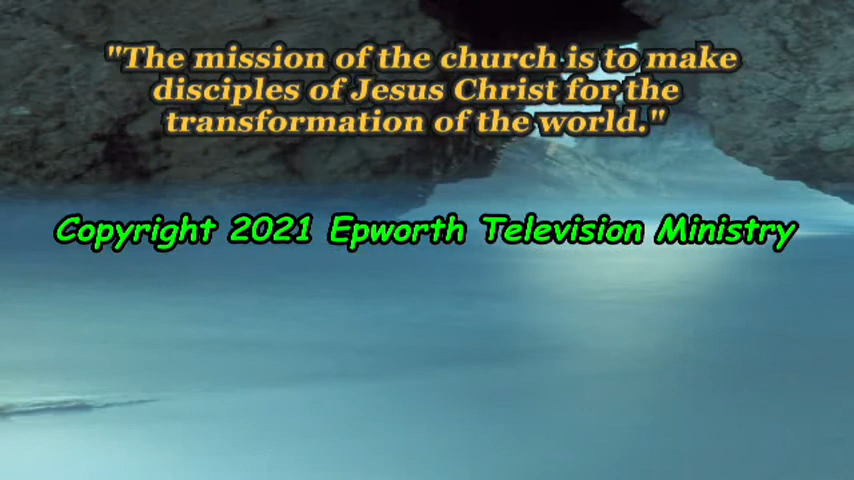 "The mission of the church is to make
disciples of Jesus Christ for the
transformation of the world."
Copyright 2021 Epworth Television Ministry